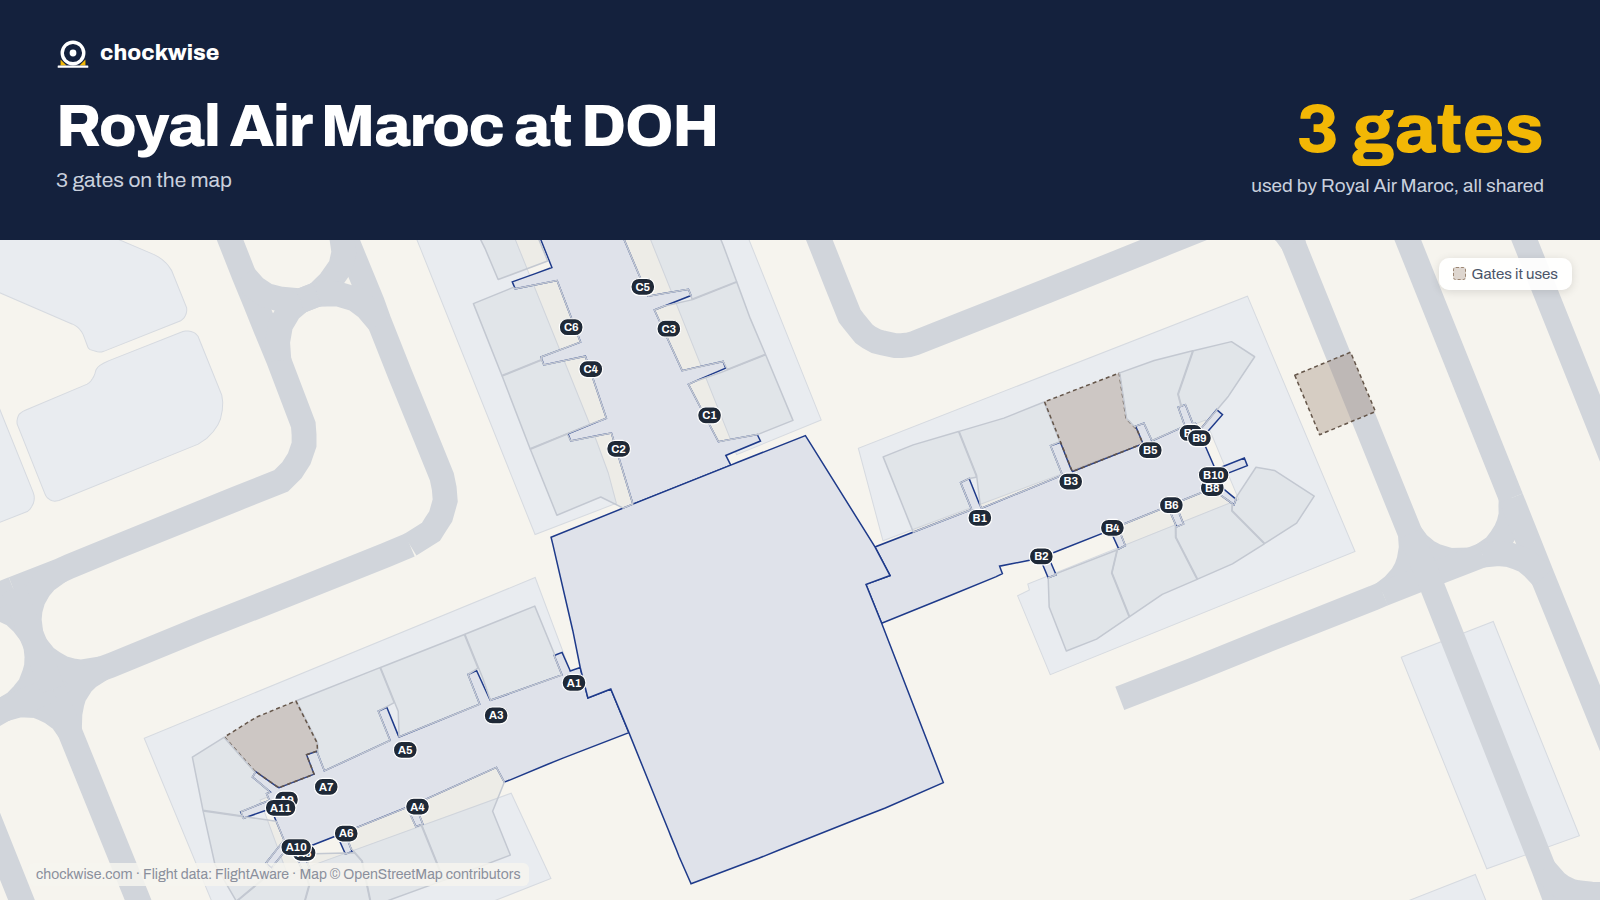 chockwise
Royal Air Maroc at DOH
3 gates on the map
3 gates
used by Royal Air Maroc, all shared
Gates it uses
C5
C6
C3
C4
C1
C2
B9
B5
B10
B3
B8
B6
B1
B4
B2
A1
A3
A5
A7
A11
A4
A6
A10
chockwise.com · Flight data: FlightAware · Map © OpenStreetMap contributors